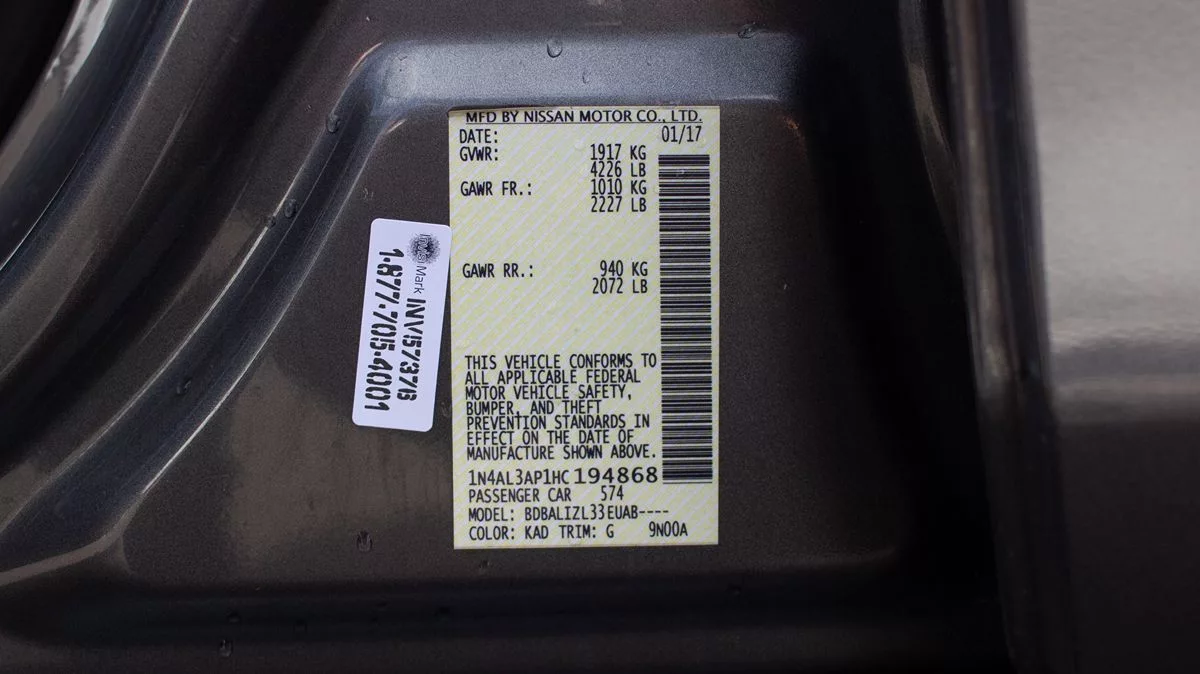 MFD BY NISSAN MOTOR CO., LTD.
DATE: 01/17
GVWR: 1917 KG
4226 LB
GAWR FR.: 1010 KG
2227 LB
GAWR RR.: 940 KG
2072 LB
THIS VEHICLE CONFORMS TO
ALL APPLICABLE FEDERAL
MOTOR VEHICLE SAFETY,
BUMPER, AND THEFT
PREVENTION STANDARDS IN
EFFECT ON THE DATE OF
MANUFACTURE SHOWN ABOVE.
1N4AL3AP1HC194868
PASSENGER CAR 574
MODEL: BDBALIZL33EUAB----
COLOR: KAD TRIM: G 9N00A
Mark
1-877-705-4001